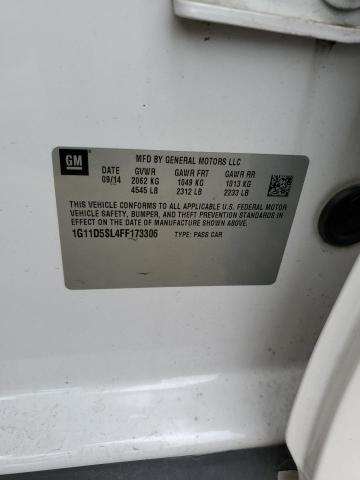 GM
MFD BY GENERAL MOTORS LLC
DATE GVWR GAWR FRT GAWR RR
09/14 2062 KG 1049 KG 1013 KG
4545 LB 2312 LB 2233 LB
THIS VEHICLE CONFORMS TO ALL APPLICABLE U.S. FEDERAL MOTOR
VEHICLE SAFETY, BUMPER, AND THEFT PREVENTION STANDARDS IN
EFFECT ON THE DATE OF MANUFACTURE SHOWN ABOVE.
1G11D5SL4FF173306 TYPE: PASS CAR